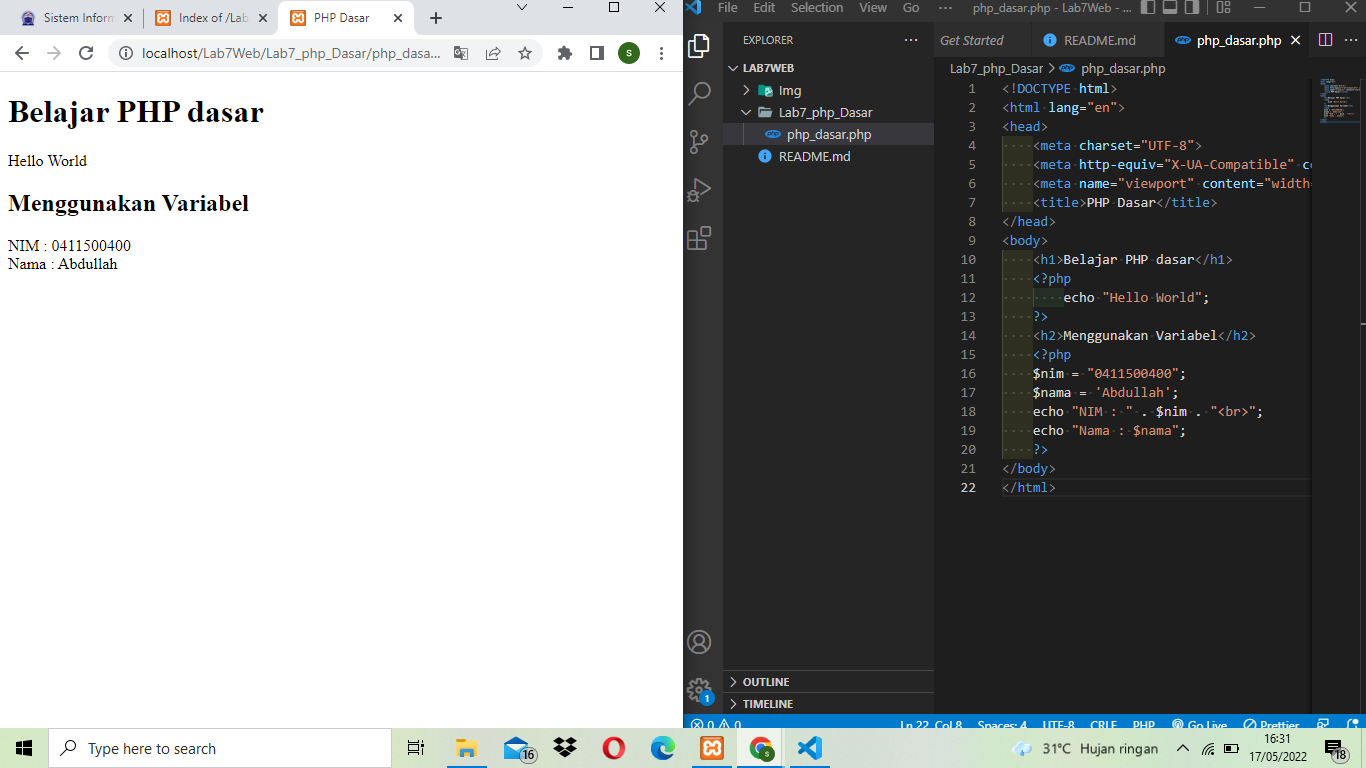 Sistem Inforn
Index of /Lab
PHP Dasar
localhost/Lab7Web/Lab7_php_Dasar/php_dasa...
s
Belajar PHP dasar
Hello World
Menggunakan Variabel
NIM : 0411500400
Nama : Abdullah
File Edit Selection View Go ··· php_dasar.php - Lab7Web - ...
EXPLORER
LAB7WEB
Img
Lab7_php_Dasar
php_dasar.php
README.md
OUTLINE
TIMELINE
1
Get Started README.md php_dasar.php
Lab7_php_Dasar > php_dasar.php
1 <!DOCTYPE html>
2 <html lang="en">
3 <head>
4 <meta charset="UTF-8">
5 <meta http-equiv="X-UA-Compatible" co
6 <meta name="viewport" content="width=
7 <title>PHP Dasar</title>
8 </head>
9 <body>
10 <h1>Belajar PHP dasar</h1>
11 <?php
12 echo "Hello World";
13 ?>
14 <h2>Menggunakan Variabel</h2>
15 <?php
16 $nim = "0411500400";
17 $nama = 'Abdullah';
18 echo "NIM : " . $nim . "<br>";
19 echo "Nama : $nama";
20 ?>
21 </body>
22 </html>
0 0 Ln 22, Col 8 Spaces: 4 UTF-8 CRLF PHP Go Live Prettier
Type here to search
16
s
31°C Hujan ringan
16:31
17/05/2022
18